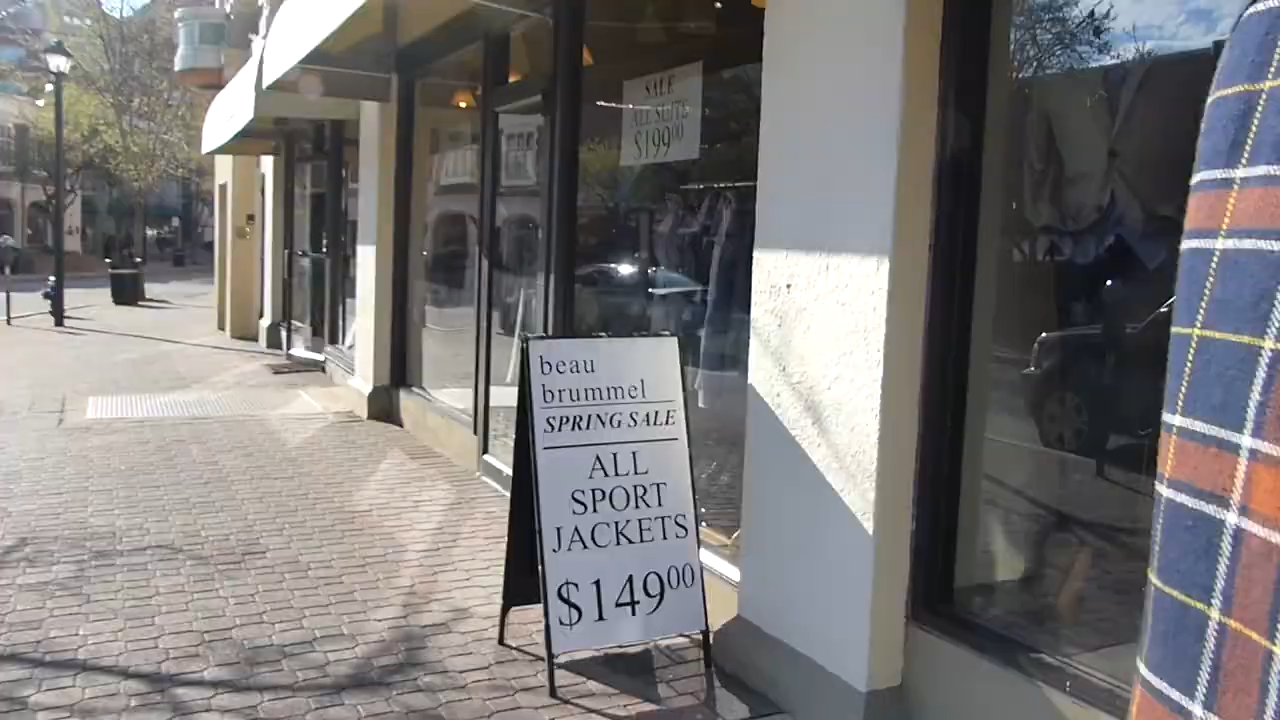 SALE
ALL SUITS
$199⁰⁰
beau
brummel
SPRING SALE
ALL
SPORT
JACKETS
$149⁰⁰